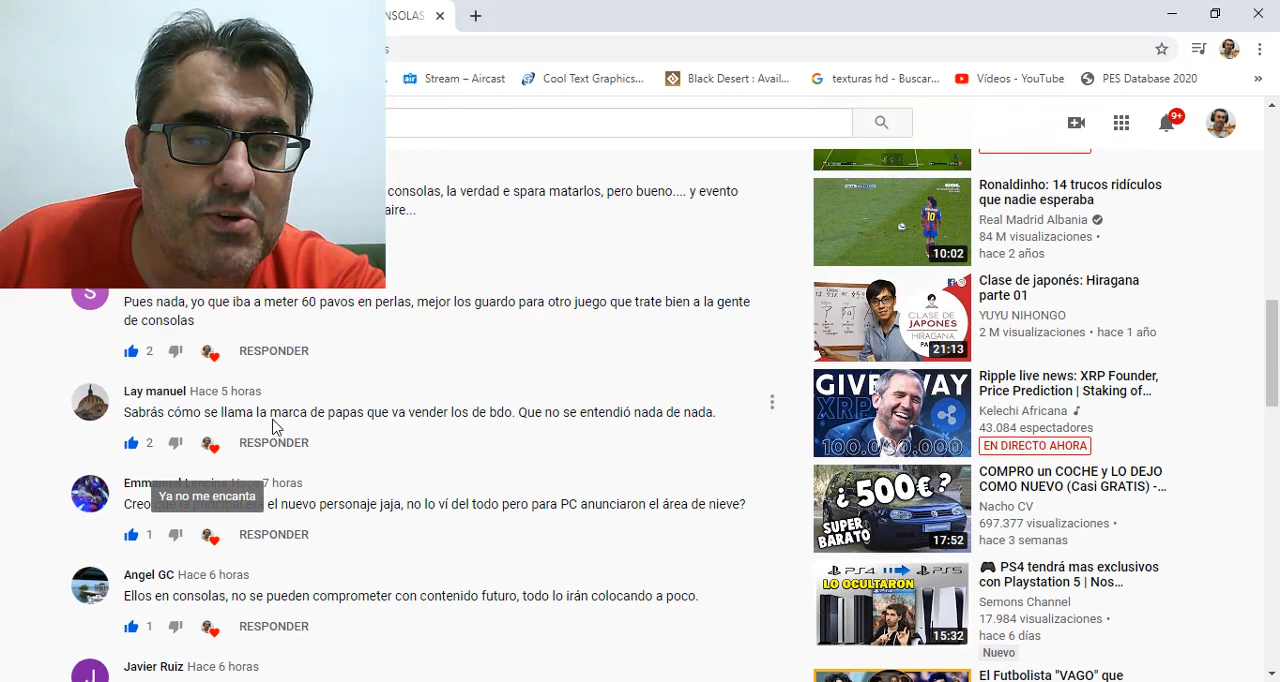 CONSOLAS
s
Stream – Aircast
Cool Text Graphics...
Black Desert : Avail...
texturas hd - Buscar...
Vídeos - YouTube
PES Database 2020
»
9+
consolas, la verdad e spara matarlos, pero bueno.... y evento
aire...
S
Pues nada, yo que iba a meter 60 pavos en perlas, mejor los guardo para otro juego que trate bien a la gente
de consolas
2
RESPONDER
Lay manuel Hace 5 horas
Sabrás cómo se llama la marca de papas que va vender los de bdo. Que no se entendió nada de nada.
2
RESPONDER
Emmanuel Lencina Hace 7 horas
Ya no me encanta
Creo que la principal era el nuevo personaje jaja, no lo ví del todo pero para PC anunciaron el área de nieve?
1
RESPONDER
Angel GC Hace 6 horas
Ellos en consolas, no se pueden comprometer con contenido futuro, todo lo irán colocando a poco.
1
RESPONDER
J
Javier Ruiz Hace 6 horas
10
10:02
Ronaldinho: 14 trucos ridículos
que nadie esperaba
Real Madrid Albania
84 M visualizaciones •
hace 2 años
CLASE DE
JAPONÉS
HIRAGANA
21:13
Clase de japonés: Hiragana
parte 01
YUYU NIHONGO
2 M visualizaciones • hace 1 año
GIVEAWAY
XRP
100.000.000
Ripple live news: XRP Founder,
Price Prediction | Staking of...
Kelechi Africana
43.084 espectadores
EN DIRECTO AHORA
¿500€?
SUPER
BARATO
17:52
COMPRO un COCHE y LO DEJO
COMO NUEVO (Casi GRATIS) -...
Nacho CV
697.377 visualizaciones •
hace 3 semanas
PS4
PS5
LO OCULTARON
15:32
PS4 tendrá mas exclusivos
con Playstation 5 | Nos...
Semons Channel
17.984 visualizaciones •
hace 6 días
Nuevo
El Futbolista "VAGO" que